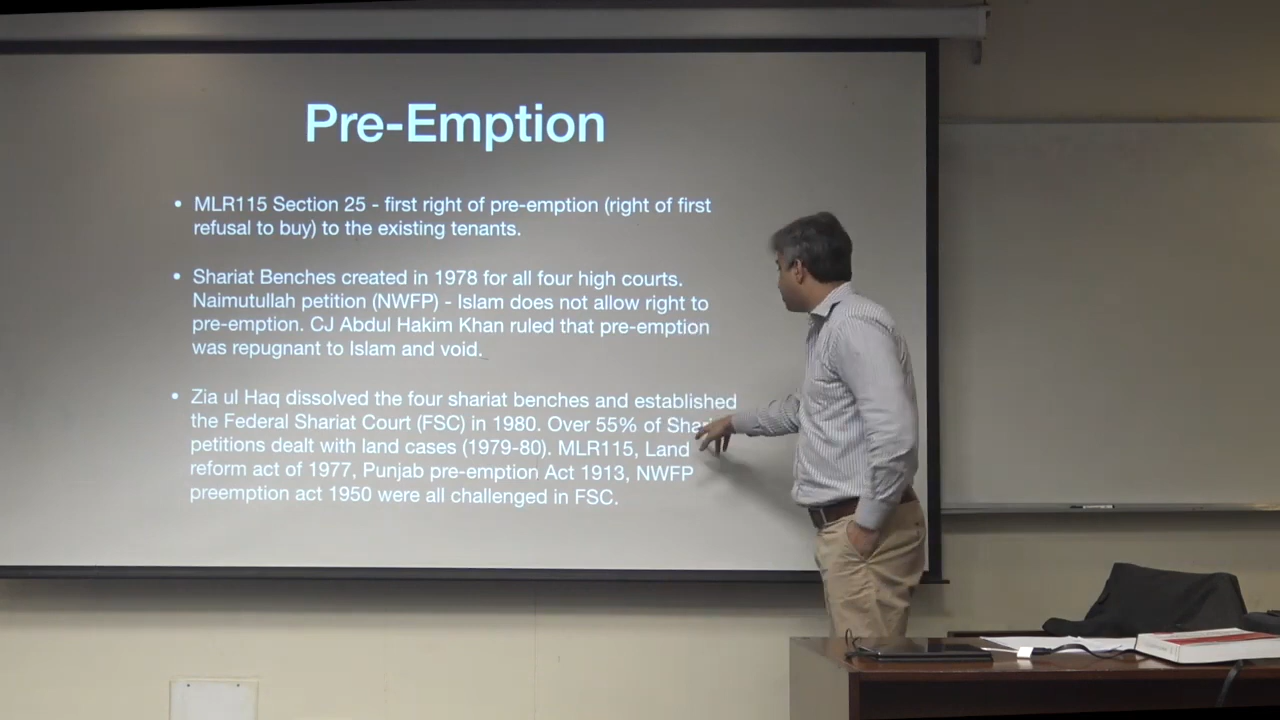 Pre-Emption
• MLR115 Section 25 - first right of pre-emption (right of first
refusal to buy) to the existing tenants.
• Shariat Benches created in 1978 for all four high courts.
Naimutullah petition (NWFP) - Islam does not allow right to
pre-emption. CJ Abdul Hakim Khan ruled that pre-emption
was repugnant to Islam and void.
• Zia ul Haq dissolved the four shariat benches and established
the Federal Shariat Court (FSC) in 1980. Over 55% of
petitions dealt with land cases (1979-80). MLR115, Land
reform act of 1977, Punjab pre-emption Act 1913, NWFP
preemption act 1950 were all challenged in FSC.